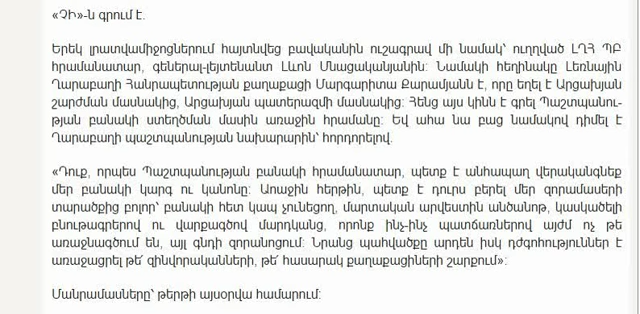 «ՉԻ»-ն գրում է.
Երեկ լրատվամիջոցներում հայտնվեց բավականին ուշագրավ մի նամակ՝ ուղղված ԼՂՀ ՊԲ
հրամանատար, գեներալ-լեյտենանտ Լևոն Մնացականյանին: Նամակի հեղինակը Լեռնային
Ղարաբաղի Հանրապետության քաղաքացի Մարգարիտա Քարամյանն է, որը եղել է Արցախյան
շարժման մասնակից, Արցախյան պատերազմի մասնակից: Հենց այս կինն է գրել Պաշտպանու-
թյան բանակի ստեղծման մասին առաջին հրամանը: Եվ ահա նա բաց նամակով դիմել է
Ղարաբաղի պաշտպանության նախարարին՝ հորդորելով.
«Դուք, որպես Պաշտպանության բանակի հրամանատար, պետք է անհապաղ վերականգնեք
մեր բանակի կարգ ու կանոնը: Առաջին հերթին, պետք է դուրս բերել մեր զորամասերի
տարածքից բոլոր՝ բանակի հետ կապ չունեցող, մարտական արվեստին անծանոթ, կասկածելի
բնութագրերով ու վարքագծով մարդկանց, որոնք ինչ-ինչ պատճառներով այժմ ոչ թե
առաջնագծում են, այլ գնդի զորանոցում: Նրանց պահվածքը արդեն իսկ դժգոհություններ է
առաջացրել թե՛ զինվորականների, թե՛ հասարակ քաղաքացիների շարքում»:
Մանրամասները՝ թերթի այսօրվա համարում: